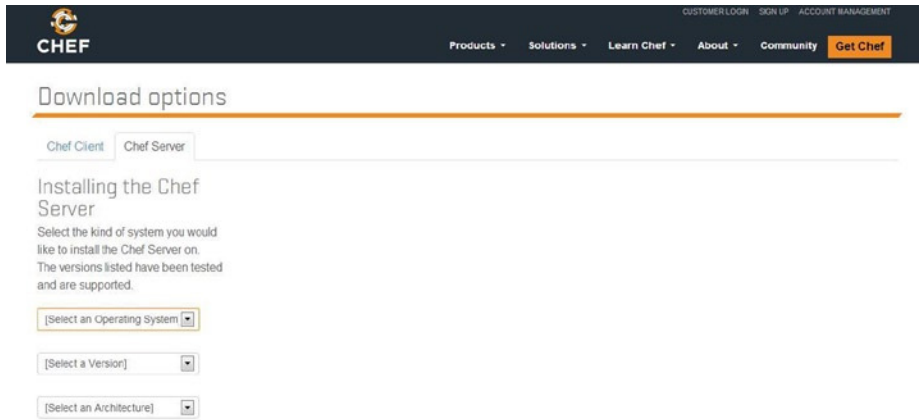 CUSTOMER LOGIN SIGN UP ACCOUNT MANAGEMENT
CHEF
Products Solutions Learn Chef About Community Get Chef
Download options
Chef Client Chef Server
Installing the Chef
Server
Select the kind of system you would
like to install the Chef Server on.
The versions listed have been tested
and are supported.
[Select an Operating System
[Select a Version]
[Select an Architecture]